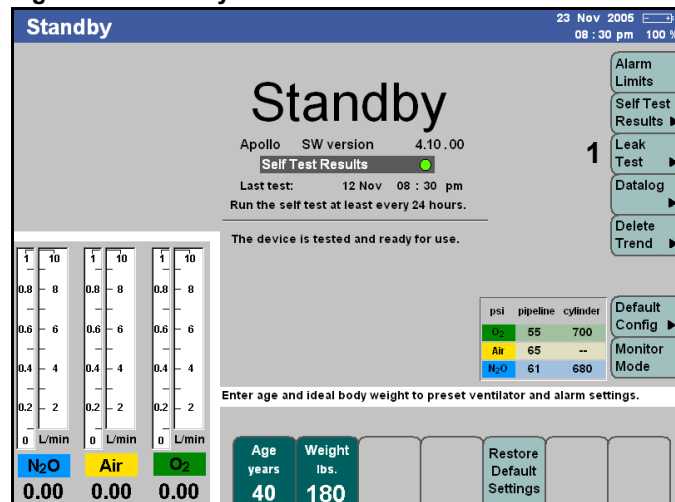 Standby
23 Nov 2005
08 : 30 pm 100 %
Standby
Apollo SW version 4.10.00
Self Test Results
Last test: 12 Nov 08 : 30 pm
Run the self test at least every 24 hours.
The device is tested and ready for use.
1
Alarm
Limits
Self Test
Results
Leak
Test
Datalog
Delete
Trend
Default
Config
Monitor
Mode
psi pipeline cylinder
O2 55 700
Air 65 --
N2O 61 680
1 10 1 10 1 10
0.8 8 0.8 8 0.8 8
0.6 6 0.6 6 0.6 6
0.4 4 0.4 4 0.4 4
0.2 2 0.2 2 0.2 2
0 L/min 0 L/min 0 L/min
N2O Air O2
0.00 0.00 0.00
Enter age and ideal body weight to preset ventilator and alarm settings.
Age
years
40
Weight
lbs.
180
Restore
Default
Settings